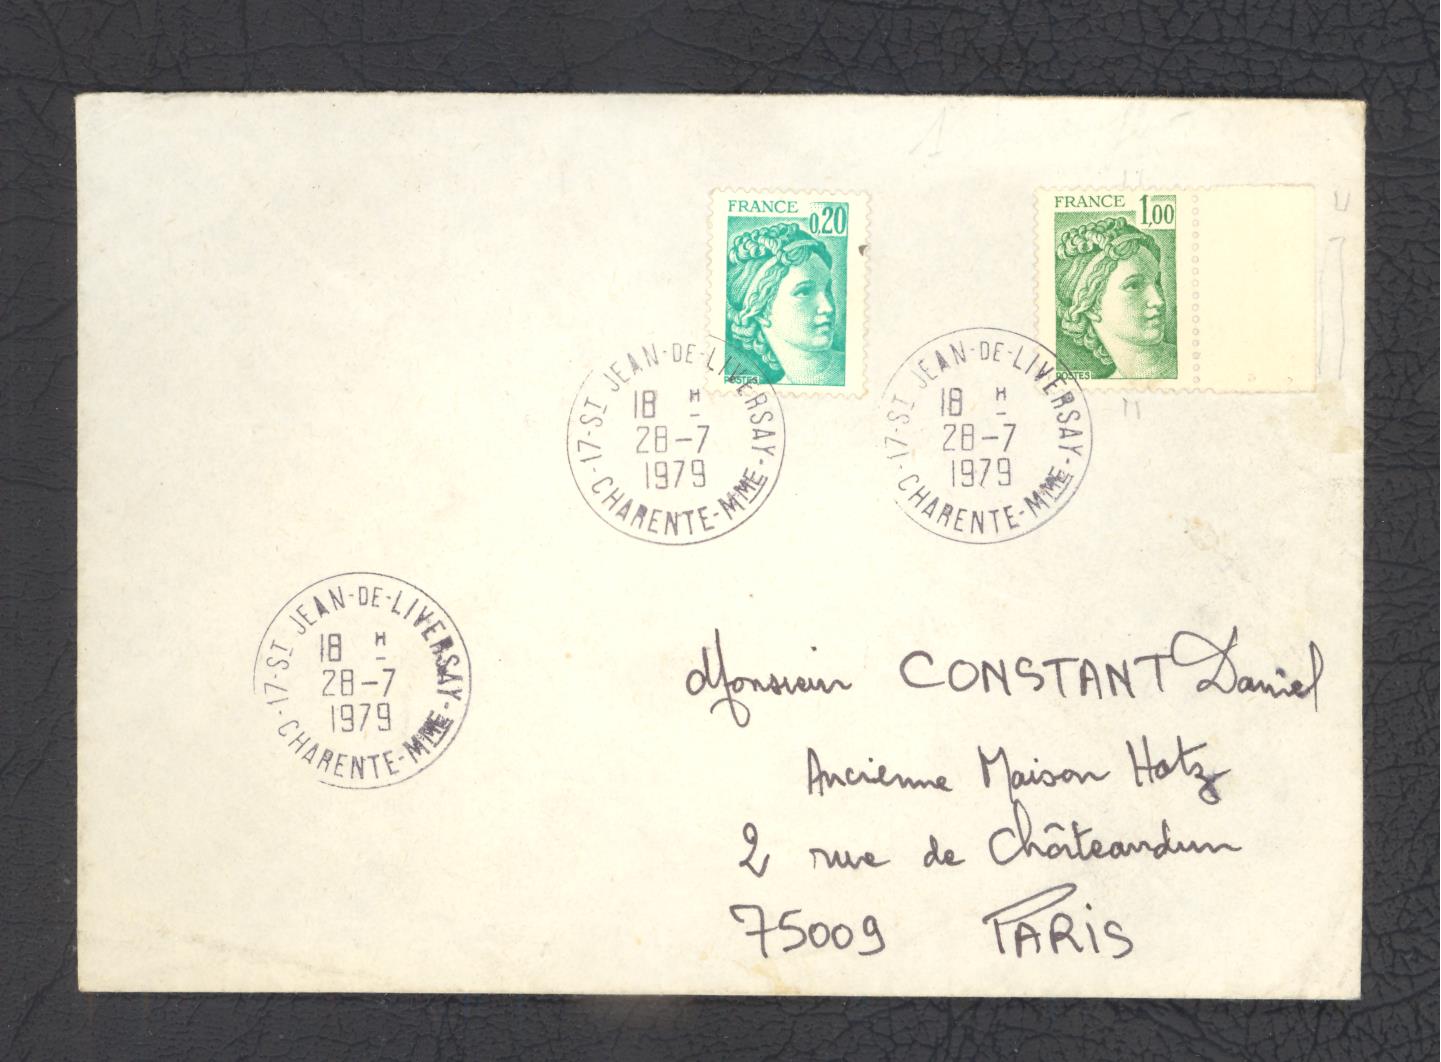 FRANCE 0,20
POSTES
FRANCE 1,00
POSTES
17-ST JEAN-DE-LIVERSAY
18 H
28-7
1979
CHARENTE-MME
17-ST JEAN-DE-LIVERSAY
18 H
28-7
1979
CHARENTE-MME
17-ST JEAN-DE-LIVERSAY
18 H
28-7
1979
CHARENTE-MME
Monsieur CONSTANT Daniel
Ancienne Maison Hatz
2 rue de Châteaudun
75009 PARIS